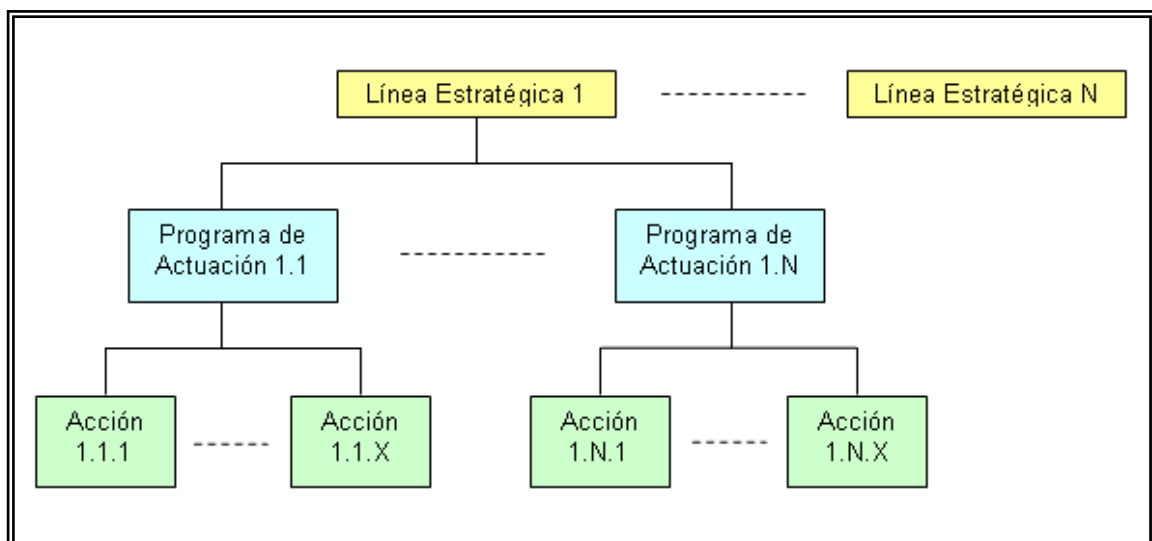 Línea Estratégica 1
Línea Estratégica N
Programa de
Actuación 1.1
Programa de
Actuación 1.N
Acción
1.1.1
Acción
1.1.X
Acción
1.N.1
Acción
1.N.X